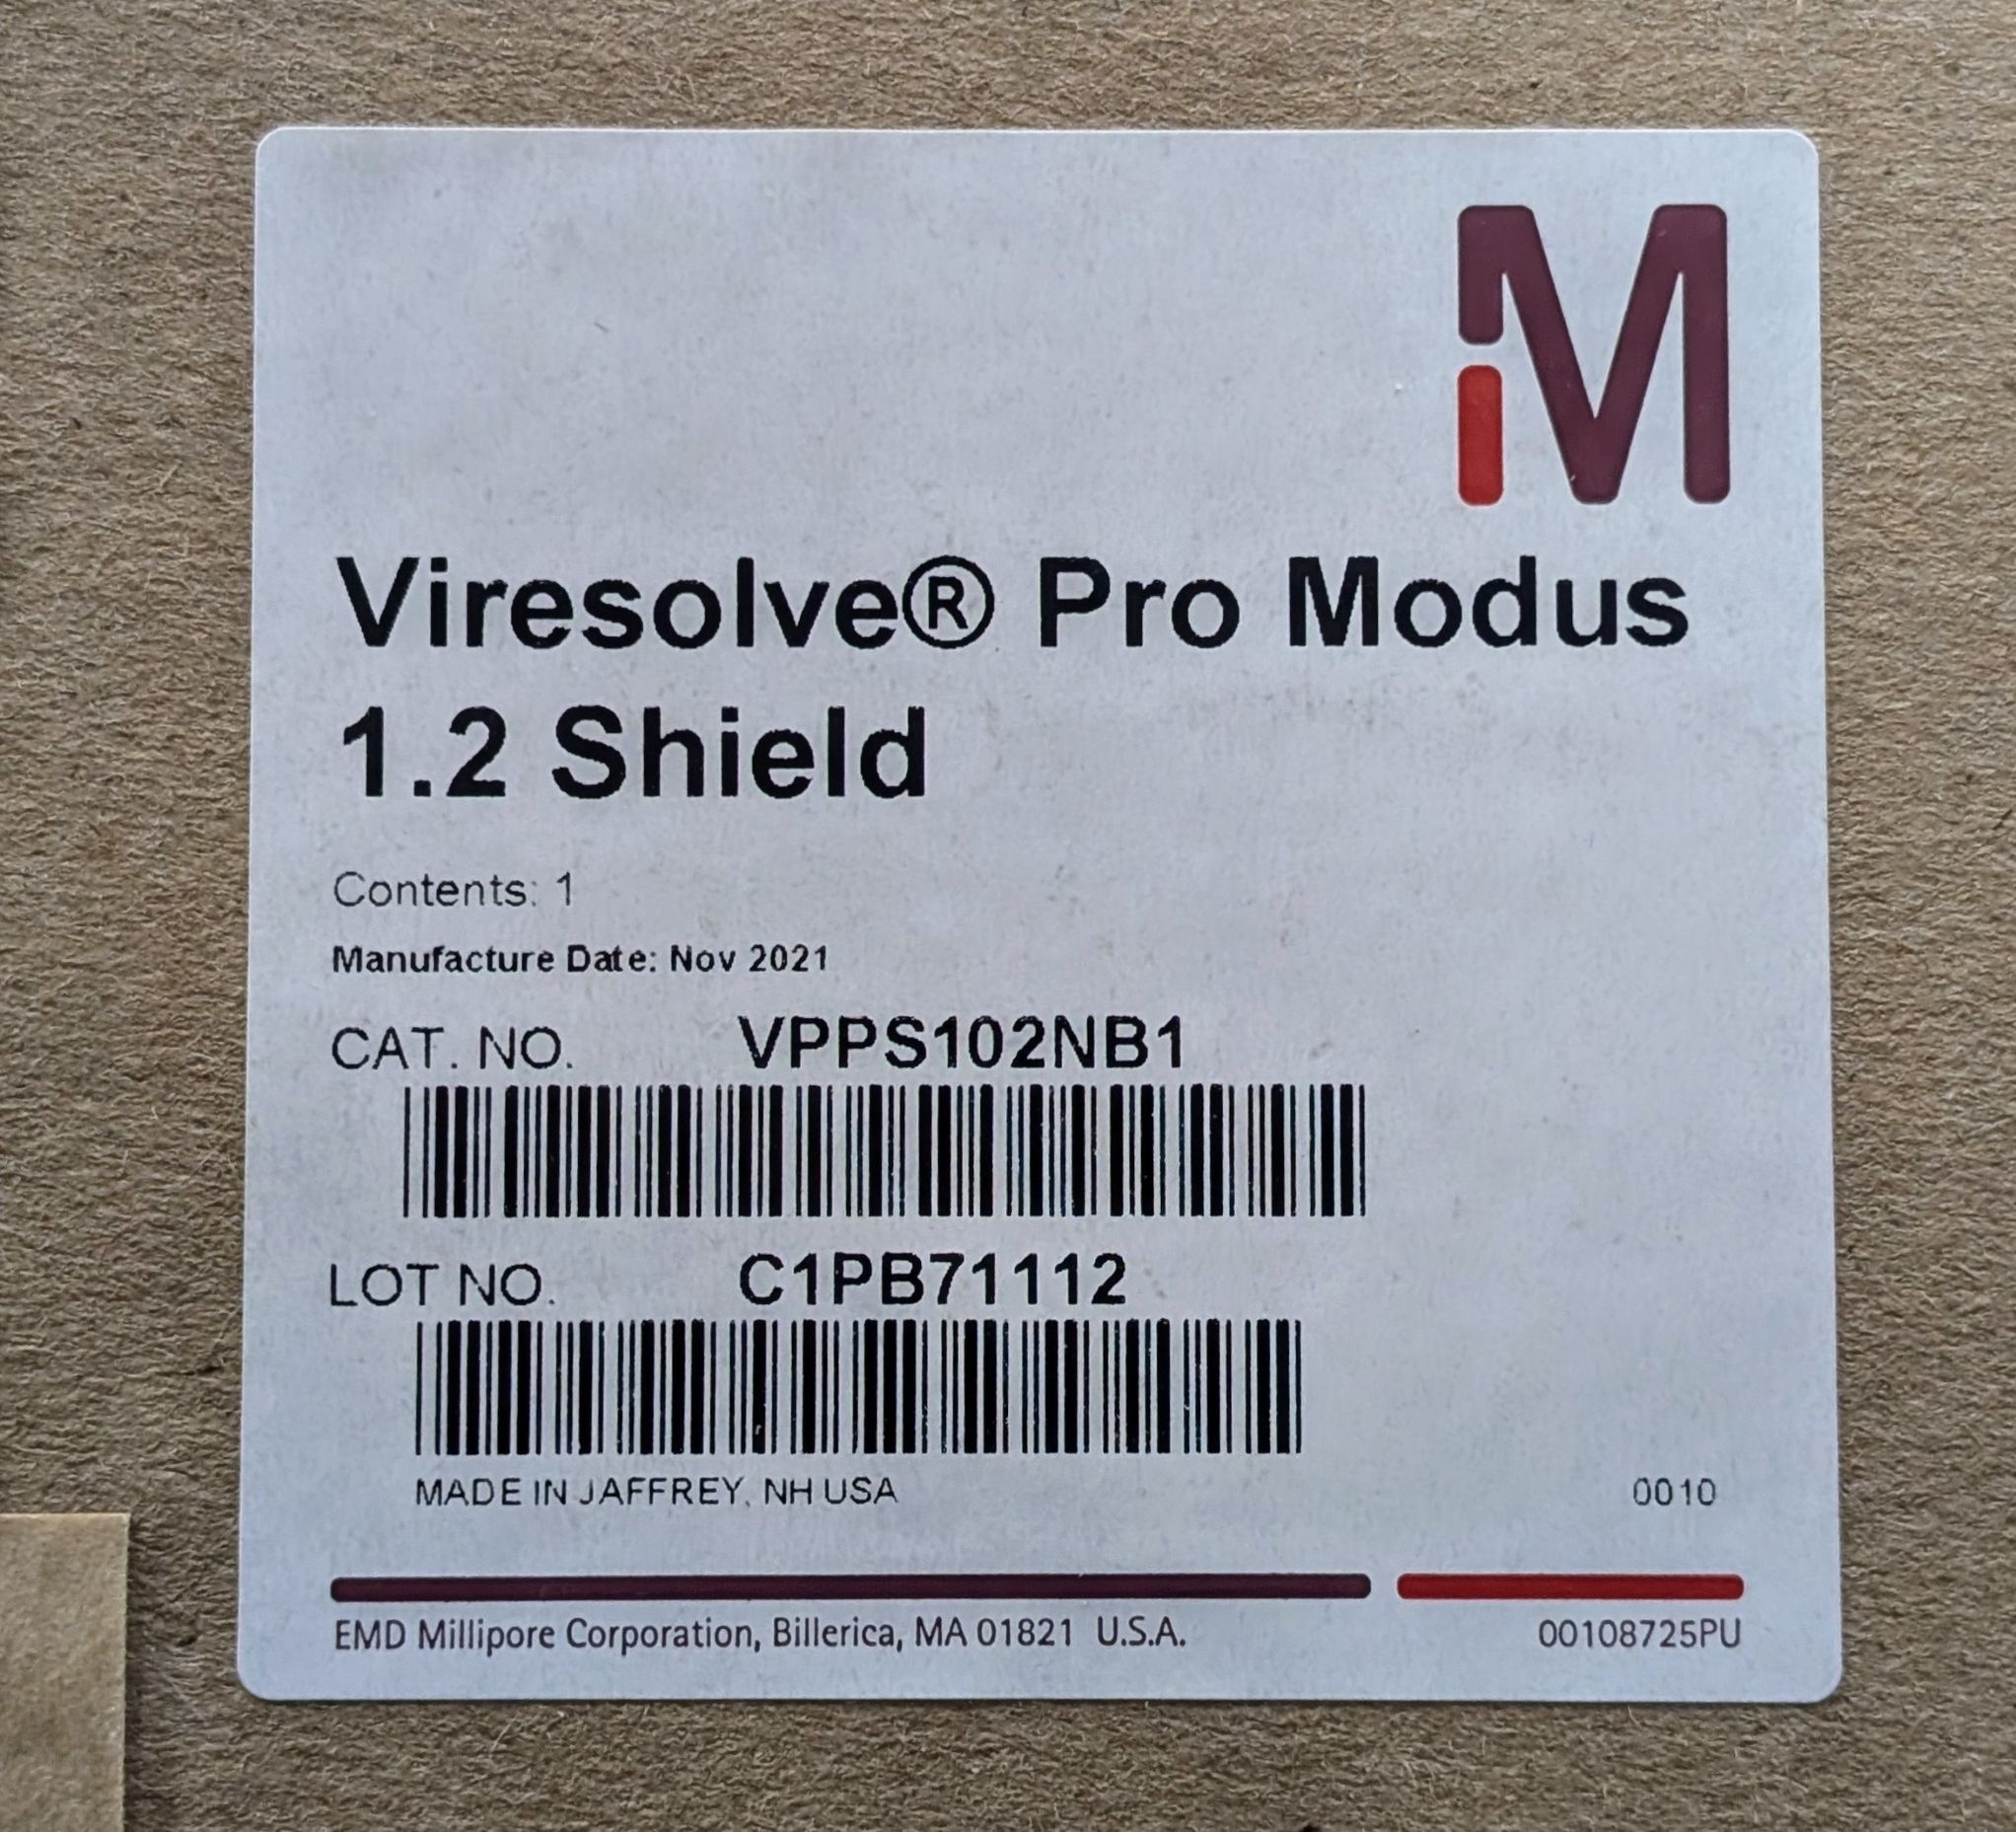 M
Viresolve® Pro Modus
1.2 Shield
Contents: 1
Manufacture Date: Nov 2021
CAT. NO. VPPS102NB1
LOT NO. C1PB71112
MADE IN JAFFREY, NH USA 0010
EMD Millipore Corporation, Billerica, MA 01821 U.S.A. 00108725PU